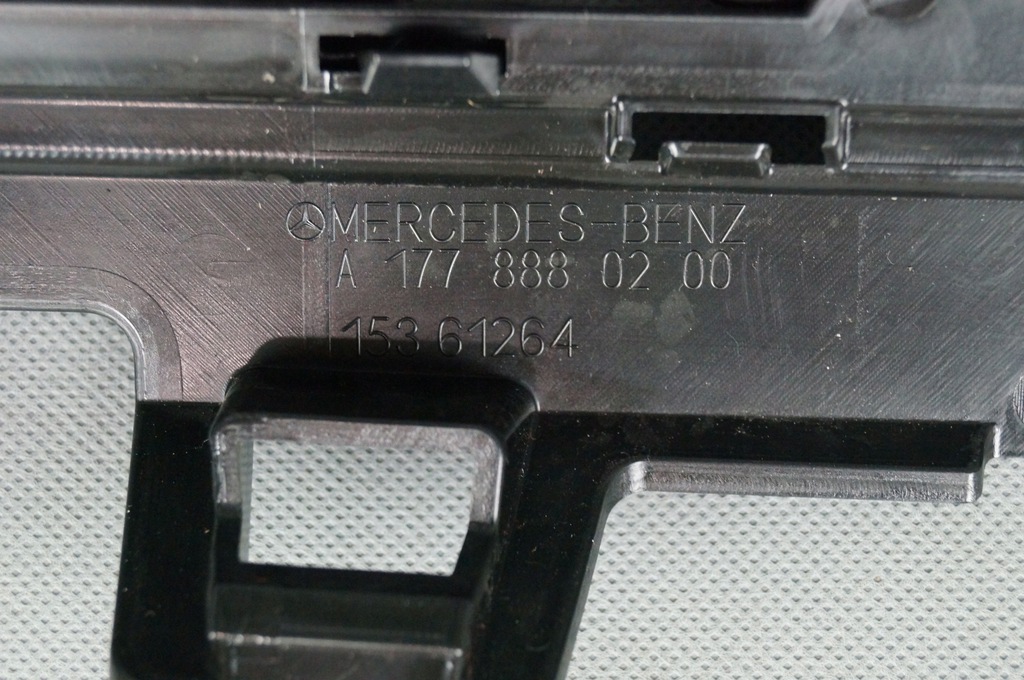 MERCEDES-BENZ
A 177 888 02 00
153 61264